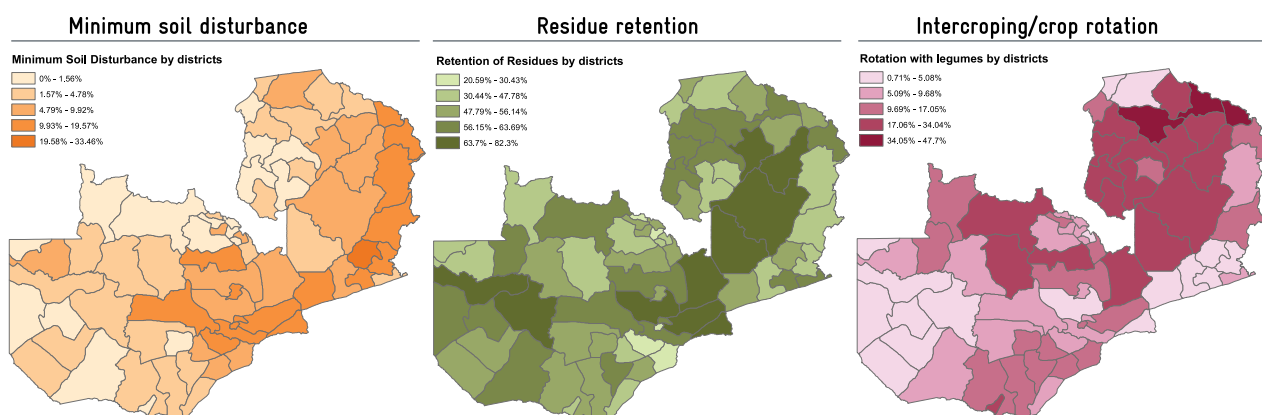 Minimum soil disturbance
Minimum Soil Disturbance by districts
0% - 1.56%
1.57% - 4.78%
4.79% - 9.92%
9.93% - 19.57%
19.58% - 33.46%
Residue retention
Retention of Residues by districts
20.59% - 30.43%
30.44% - 47.78%
47.79% - 56.14%
56.15% - 63.69%
63.7% - 82.3%
Intercroping/crop rotation
Rotation with legumes by districts
0.71% - 5.08%
5.09% - 9.68%
9.69% - 17.05%
17.06% - 34.04%
34.05% - 47.7%